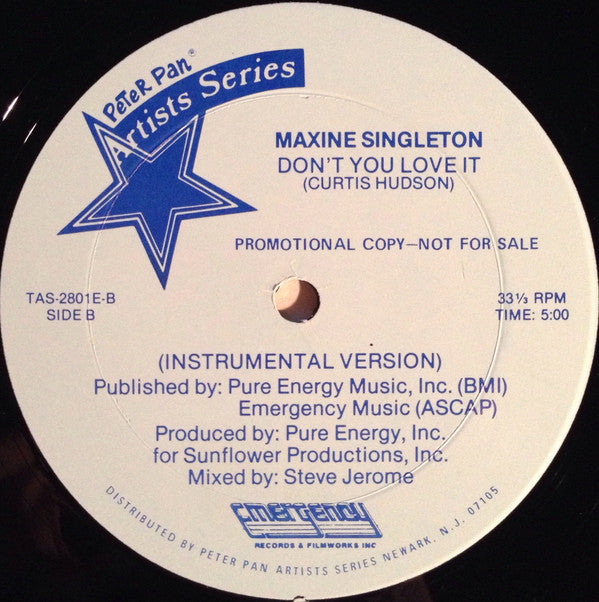 PETER PAN®
Artists Series
MAXINE SINGLETON
DON'T YOU LOVE IT
(CURTIS HUDSON)
PROMOTIONAL COPY—NOT FOR SALE
TAS-2801E-B
SIDE B
33⅓ RPM
TIME: 5:00
(INSTRUMENTAL VERSION)
Published by: Pure Energy Music, Inc. (BMI)
Emergency Music (ASCAP)
Produced by: Pure Energy, Inc.
for Sunflower Productions, Inc.
Mixed by: Steve Jerome
Emergency
RECORDS & FILMWORKS INC
DISTRIBUTED BY PETER PAN ARTISTS SERIES NEWARK, N.J. 07105